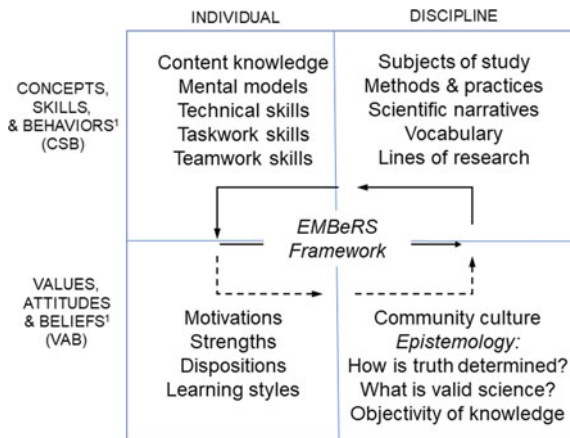 INDIVIDUAL
DISCIPLINE
CONCEPTS,
SKILLS,
& BEHAVIORS¹
(CSB)
Content knowledge
Mental models
Technical skills
Taskwork skills
Teamwork skills
Subjects of study
Methods & practices
Scientific narratives
Vocabulary
Lines of research
EMBeRS
Framework
VALUES,
ATTITUDES
& BELIEFS¹
(VAB)
Motivations
Strengths
Dispositions
Learning styles
Community culture
Epistemology:
How is truth determined?
What is valid science?
Objectivity of knowledge